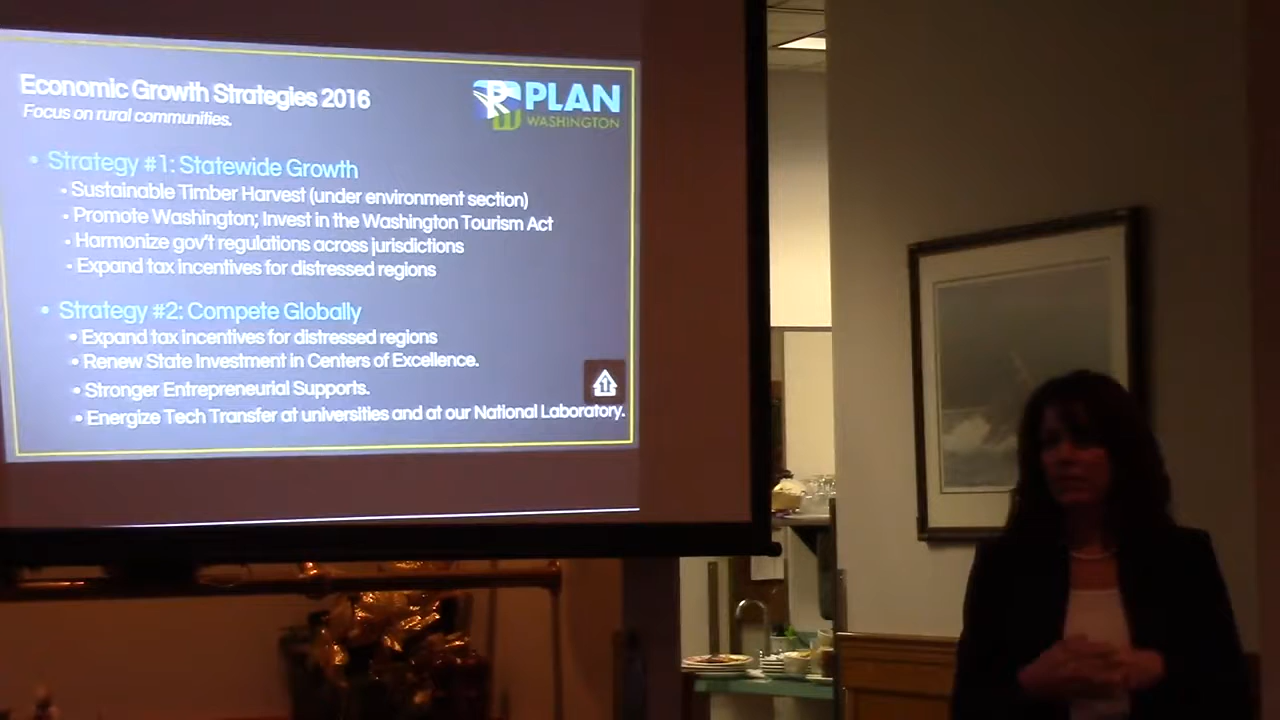 Economic Growth Strategies 2016
Focus on rural communities.
PLAN
WASHINGTON
• Strategy #1: Statewide Growth
• Sustainable Timber Harvest (under environment section)
• Promote Washington; Invest in the Washington Tourism Act
• Harmonize gov't regulations across jurisdictions
• Expand tax incentives for distressed regions
• Strategy #2: Compete Globally
• Expand tax incentives for distressed regions
• Renew State Investment in Centers of Excellence.
• Stronger Entrepreneurial Supports.
• Energize Tech Transfer at universities and at our National Laboratory.